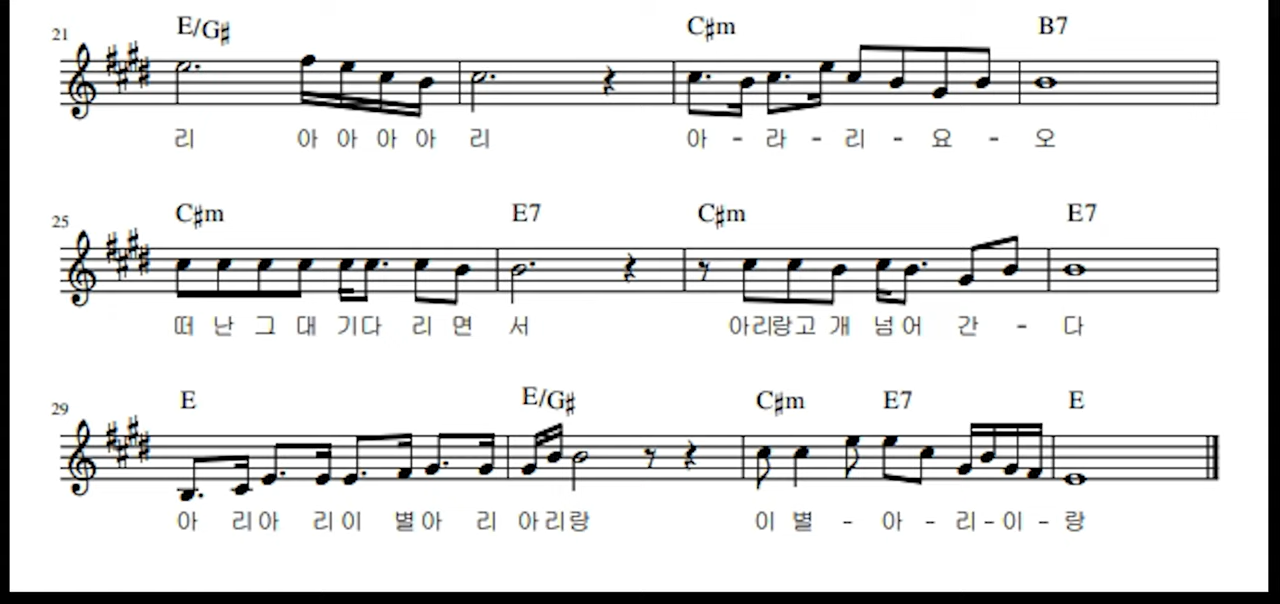 21 E/G♯ C♯m B7
리 아 아 아 아 리 아 - 라 - 리 - 요 - 오
25 C♯m E7 C♯m E7
떠 난 그 대 기다 리 면 서 아리랑고 개 넘어 간 - 다
29 E E/G♯ C♯m E7 E
아 리아 리이 별아 리 아리랑 이 별 - 아 - 리 - 이 - 랑